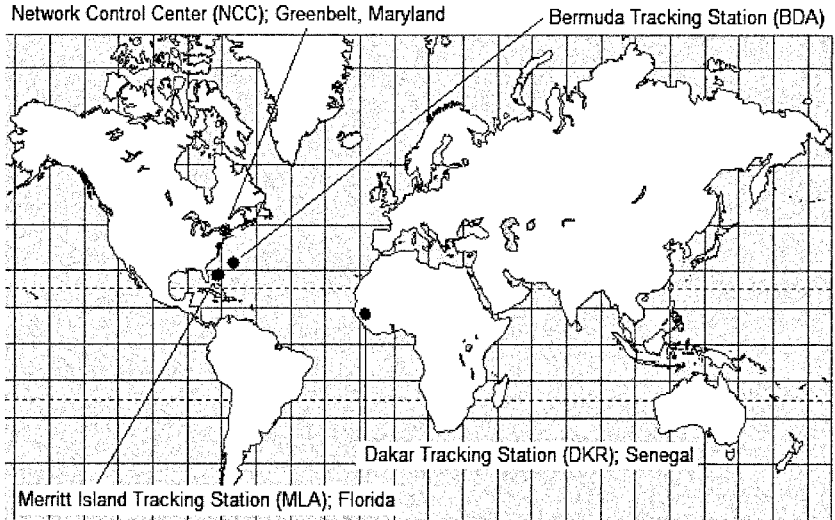 Network Control Center (NCC); Greenbelt, Maryland
Bermuda Tracking Station (BDA)
Dakar Tracking Station (DKR); Senegal
Merritt Island Tracking Station (MLA); Florida